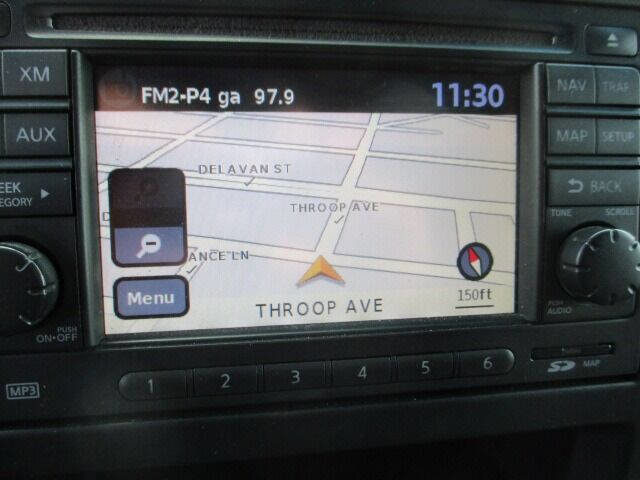 XM
FM2-P4 ga 97.9
11:30
NAV
TRAF
AUX
MAP
SETUP
DELAVAN ST
EEK
EGORY
BACK
THROOP AVE
TUNE
SCROLL
ANCE LN
Menu
150ft
THROOP AVE
PUSH
AUDIO
PUSH
ON•OFF
MP3
1 2 3 4 5 6
SD
MAP